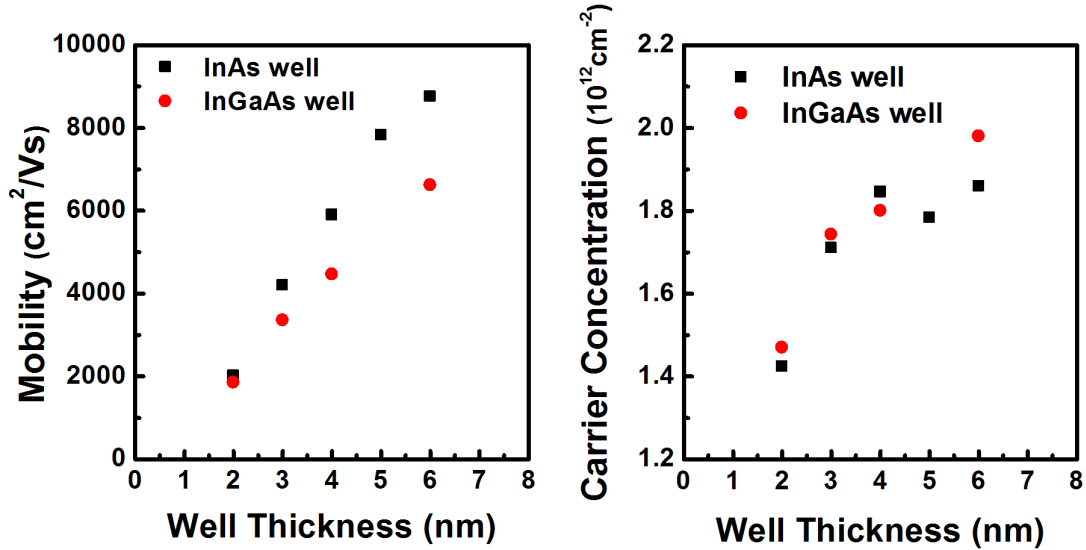 Mobility (cm²/Vs)
10000
8000
6000
4000
2000
0
InAs well
InGaAs well
0 1 2 3 4 5 6 7 8
Well Thickness (nm)
Carrier Concentration (10¹²cm⁻²)
2.2
2.0
1.8
1.6
1.4
1.2
InAs well
InGaAs well
0 1 2 3 4 5 6 7 8
Well Thickness (nm)